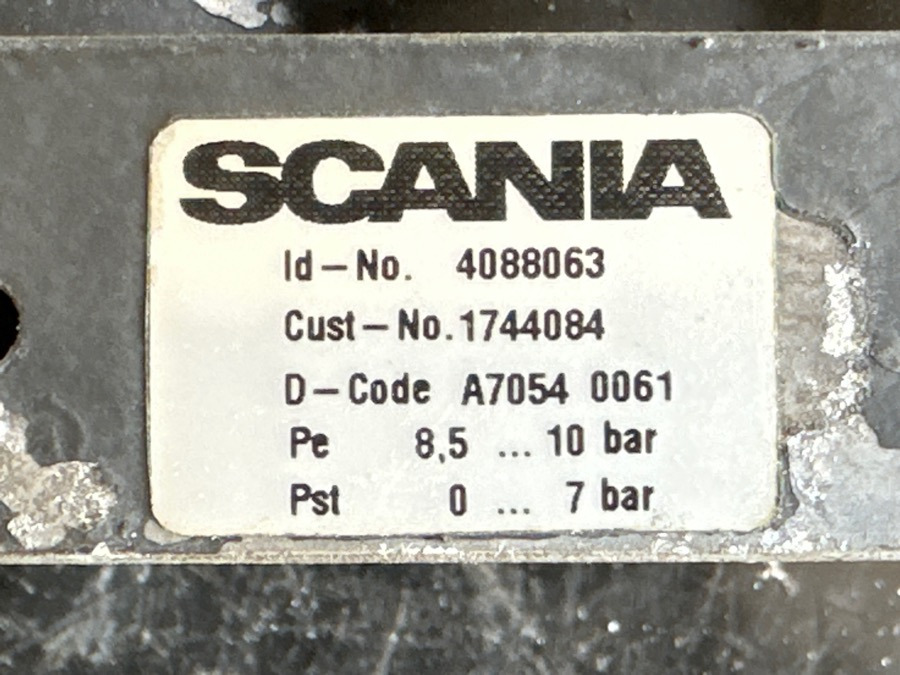 SCANIA
Id-No. 4088063
Cust-No. 1744084
D-Code A7054 0061
Pe 8,5 ... 10 bar
Pst 0 ... 7 bar